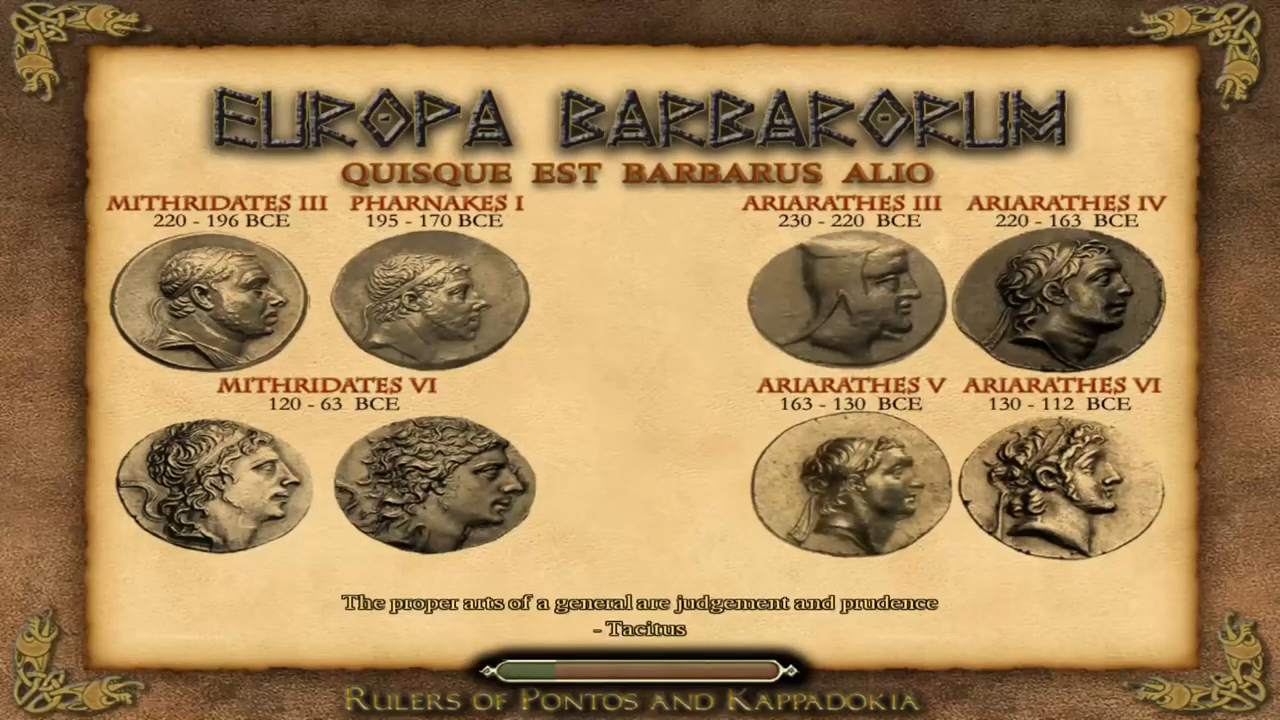 EUROPA BARBARORUM
QUISQUE EST BARBARUS ALIO
MITHRIDATES III PHARNAKES I ARIARATHES III ARIARATHES IV
220 - 196 BCE 195 - 170 BCE 230 - 220 BCE 220 - 163 BCE
MITHRIDATES VI ARIARATHES V ARIARATHES VI
120 - 63 BCE 163 - 130 BCE 130 - 112 BCE
The proper arts of a general are judgement and prudence
- Tacitus
RULERS OF PONTOS AND KAPPADOKIA